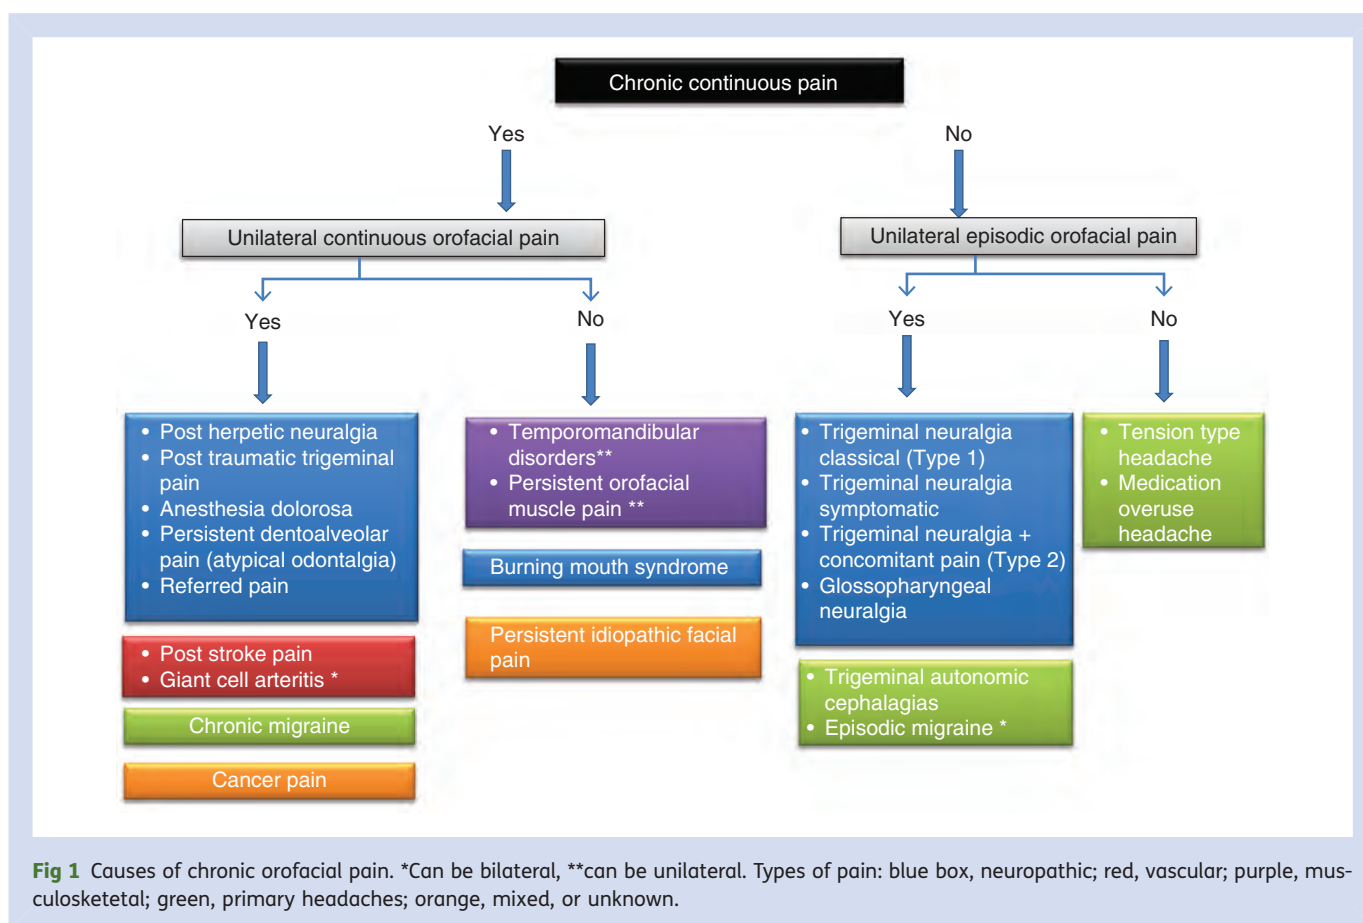 Chronic continuous pain
Yes
No
Unilateral continuous orofacial pain
Unilateral episodic orofacial pain
Yes
No
Yes
No
• Post herpetic neuralgia
• Post traumatic trigeminal
pain
• Anesthesia dolorosa
• Persistent dentoalveolar
pain (atypical odontalgia)
• Referred pain
• Post stroke pain
• Giant cell arteritis *
Chronic migraine
Cancer pain
• Temporomandibular
disorders**
• Persistent orofacial
muscle pain **
Burning mouth syndrome
Persistent idiopathic facial
pain
• Trigeminal neuralgia
classical (Type 1)
• Trigeminal neuralgia
symptomatic
• Trigeminal neuralgia +
concomitant pain (Type 2)
• Glossopharyngeal
neuralgia
• Trigeminal autonomic
cephalagias
• Episodic migraine *
• Tension type
headache
• Medication
overuse
headache
Fig 1 Causes of chronic orofacial pain. *Can be bilateral, **can be unilateral. Types of pain: blue box, neuropathic; red, vascular; purple, mus-
culosketetal; green, primary headaches; orange, mixed, or unknown.